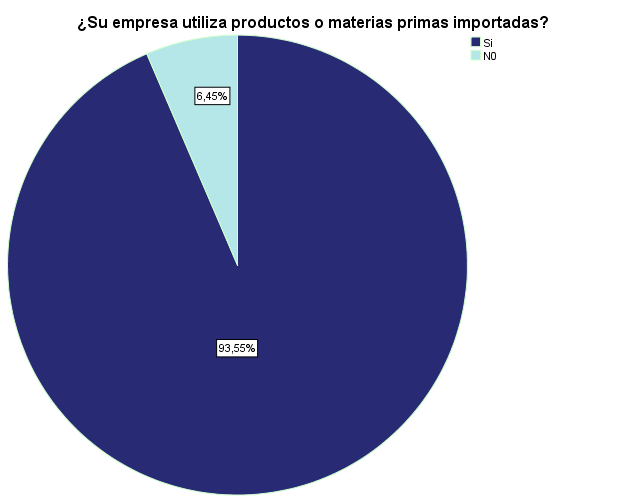 ¿Su empresa utiliza productos o materias primas importadas?
Si
N0
6,45%
93,55%